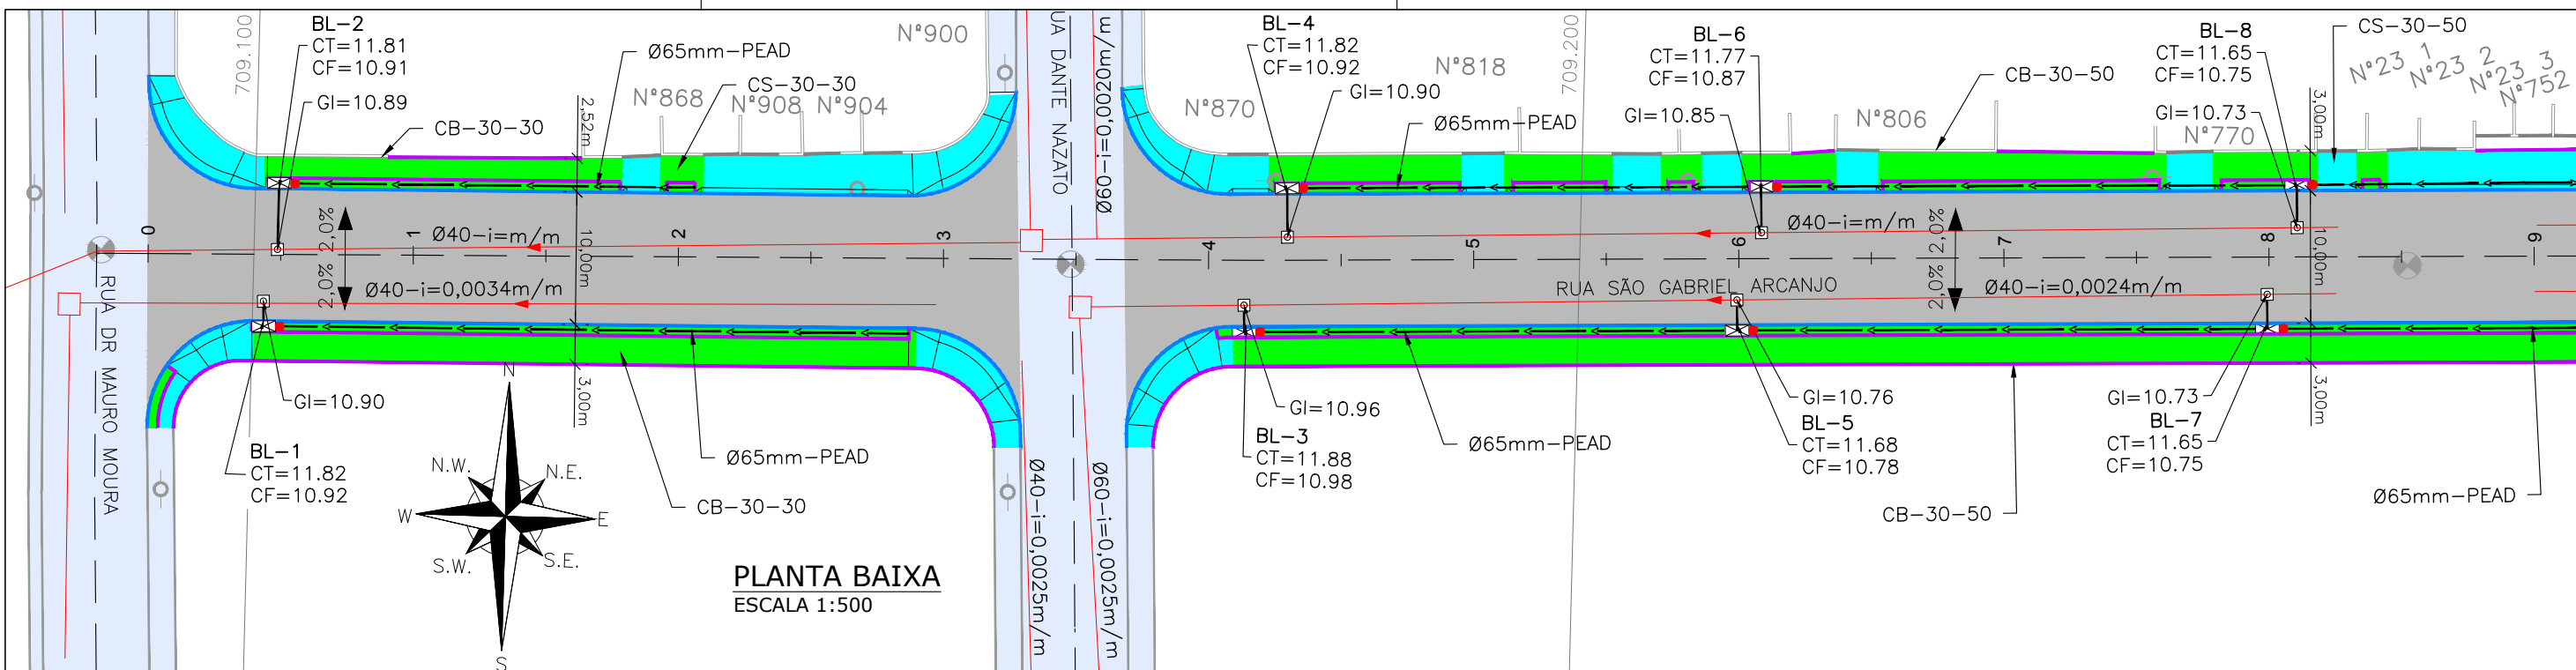 BL-2
CT=11.81
CF=10.91
GI=10.89
709.100
Ø65mm-PEAD
CS-30-30
CB-30-30
N°900
N°868
N°908
N°904
2,52m
BL-4
CT=11.82
CF=10.92
GI=10.90
N°870
N°818
Ø65mm-PEAD
709.200
BL-6
CT=11.77
CF=10.87
GI=10.85
CB-30-50
N°806
BL-8
CT=11.65
CF=10.75
GI=10.73
N°770
CS-30-50
N°23 1
N°23 2
N°23 3
N°752
3,00m
UA DANTE NAZATO
Ø60-i=0,0020m/m
0
1
2
3
4
5
6
7
8
9
2,0%
2,0%
Ø40-i=m/m
10,00m
Ø40-i=0,0034m/m
Ø40-i=m/m
2,0%
2,0%
10,00m
RUA SÃO GABRIEL ARCANJO
Ø40-i=0,0024m/m
RUA DR MAURO MOURA
GI=10.90
BL-1
CT=11.82
CF=10.92
3,00m
Ø65mm-PEAD
CB-30-30
N
N.E.
E
S.E.
S
S.W.
W
N.W.
PLANTA BAIXA
ESCALA 1:500
Ø40-i=0,0025m/m
Ø60-i=0,0025m/m
GI=10.96
BL-3
CT=11.88
CF=10.98
Ø65mm-PEAD
GI=10.76
BL-5
CT=11.68
CF=10.78
CB-30-50
GI=10.73
BL-7
CT=11.65
CF=10.75
3,00m
Ø65mm-PEAD